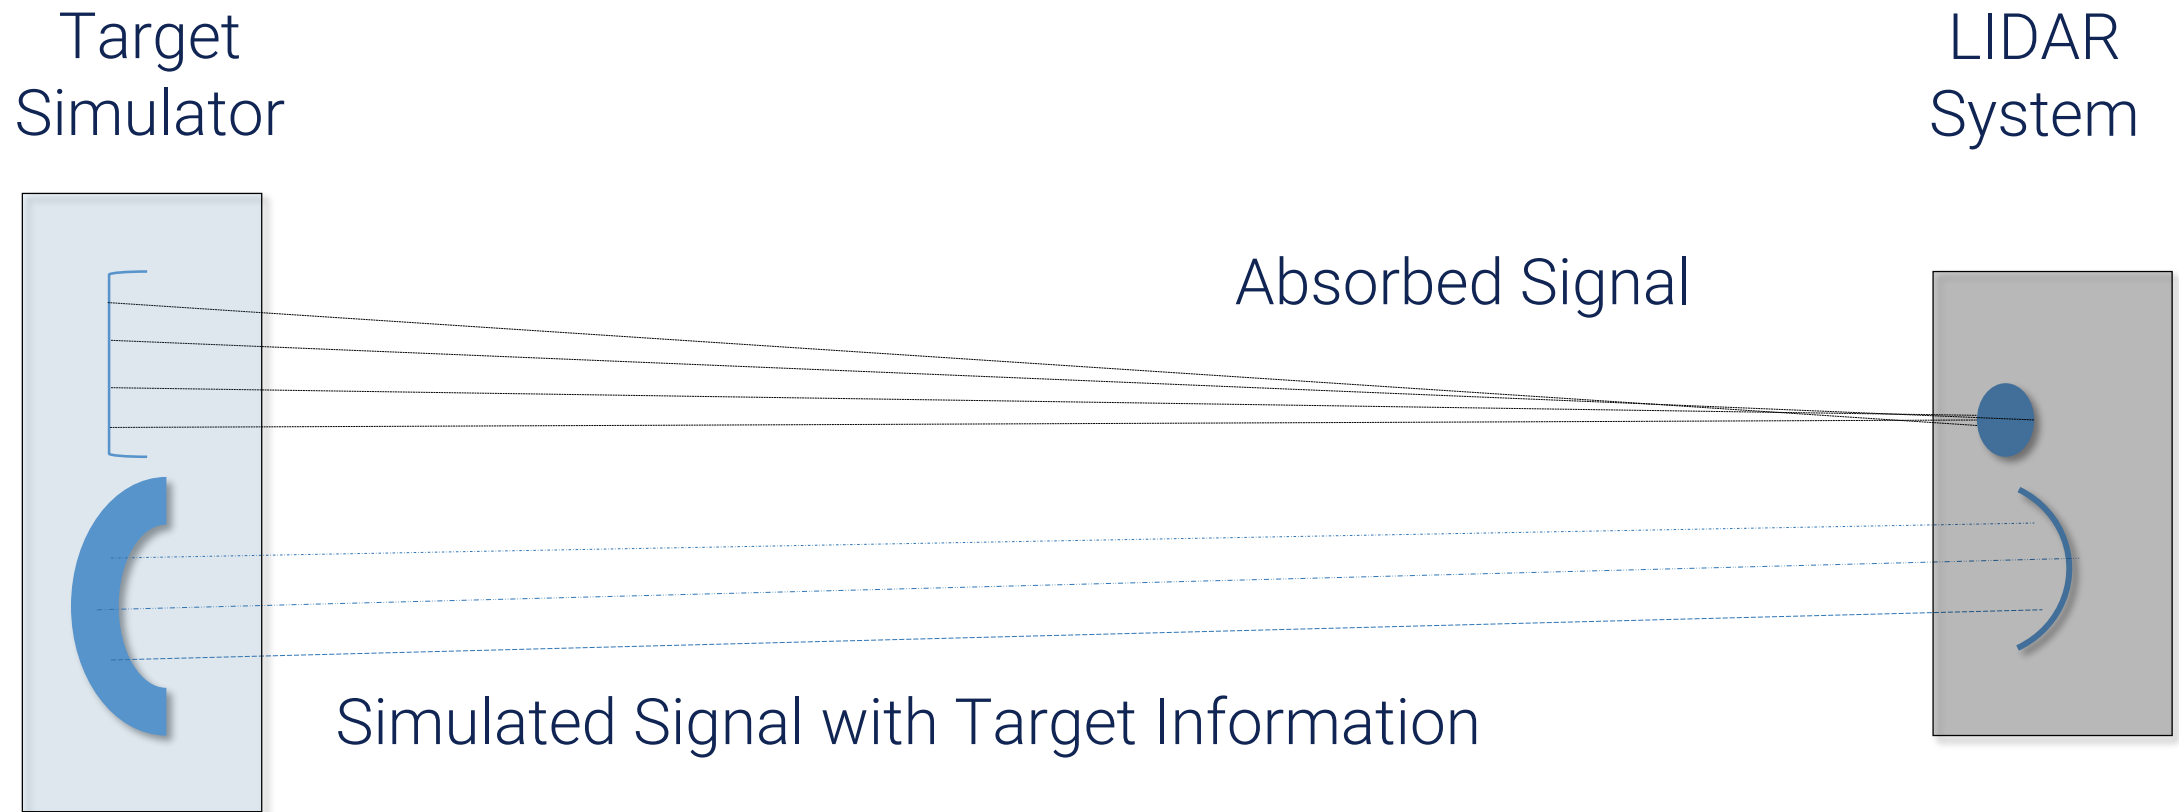 Target
Simulator
LIDAR
System
Absorbed Signal
Simulated Signal with Target Information